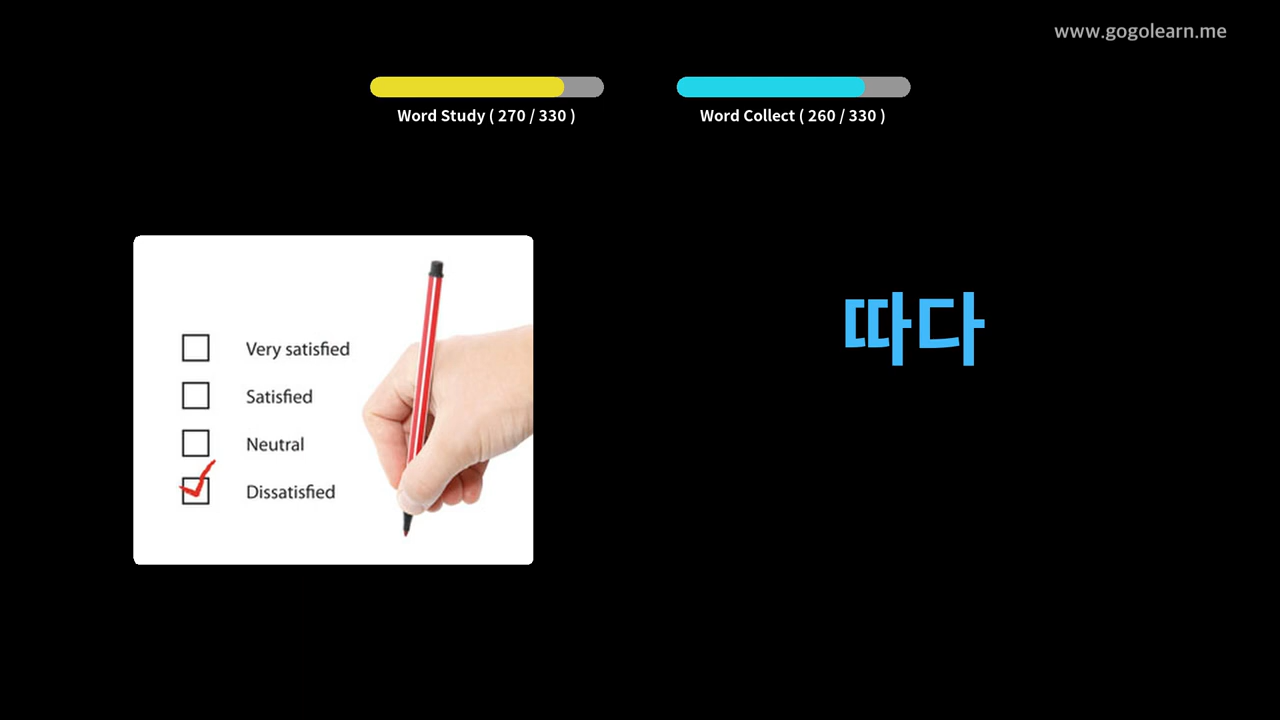 www.gogolearn.me
Word Study ( 270 / 330 )
Word Collect ( 260 / 330 )
Very satisfied
Satisfied
Neutral
Dissatisfied
따다